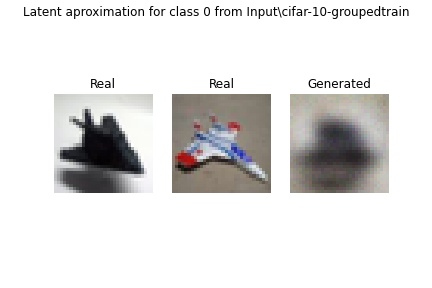 Latent aproximation for class 0 from Input\cifar-10-groupedtrain
Real
Real
Generated